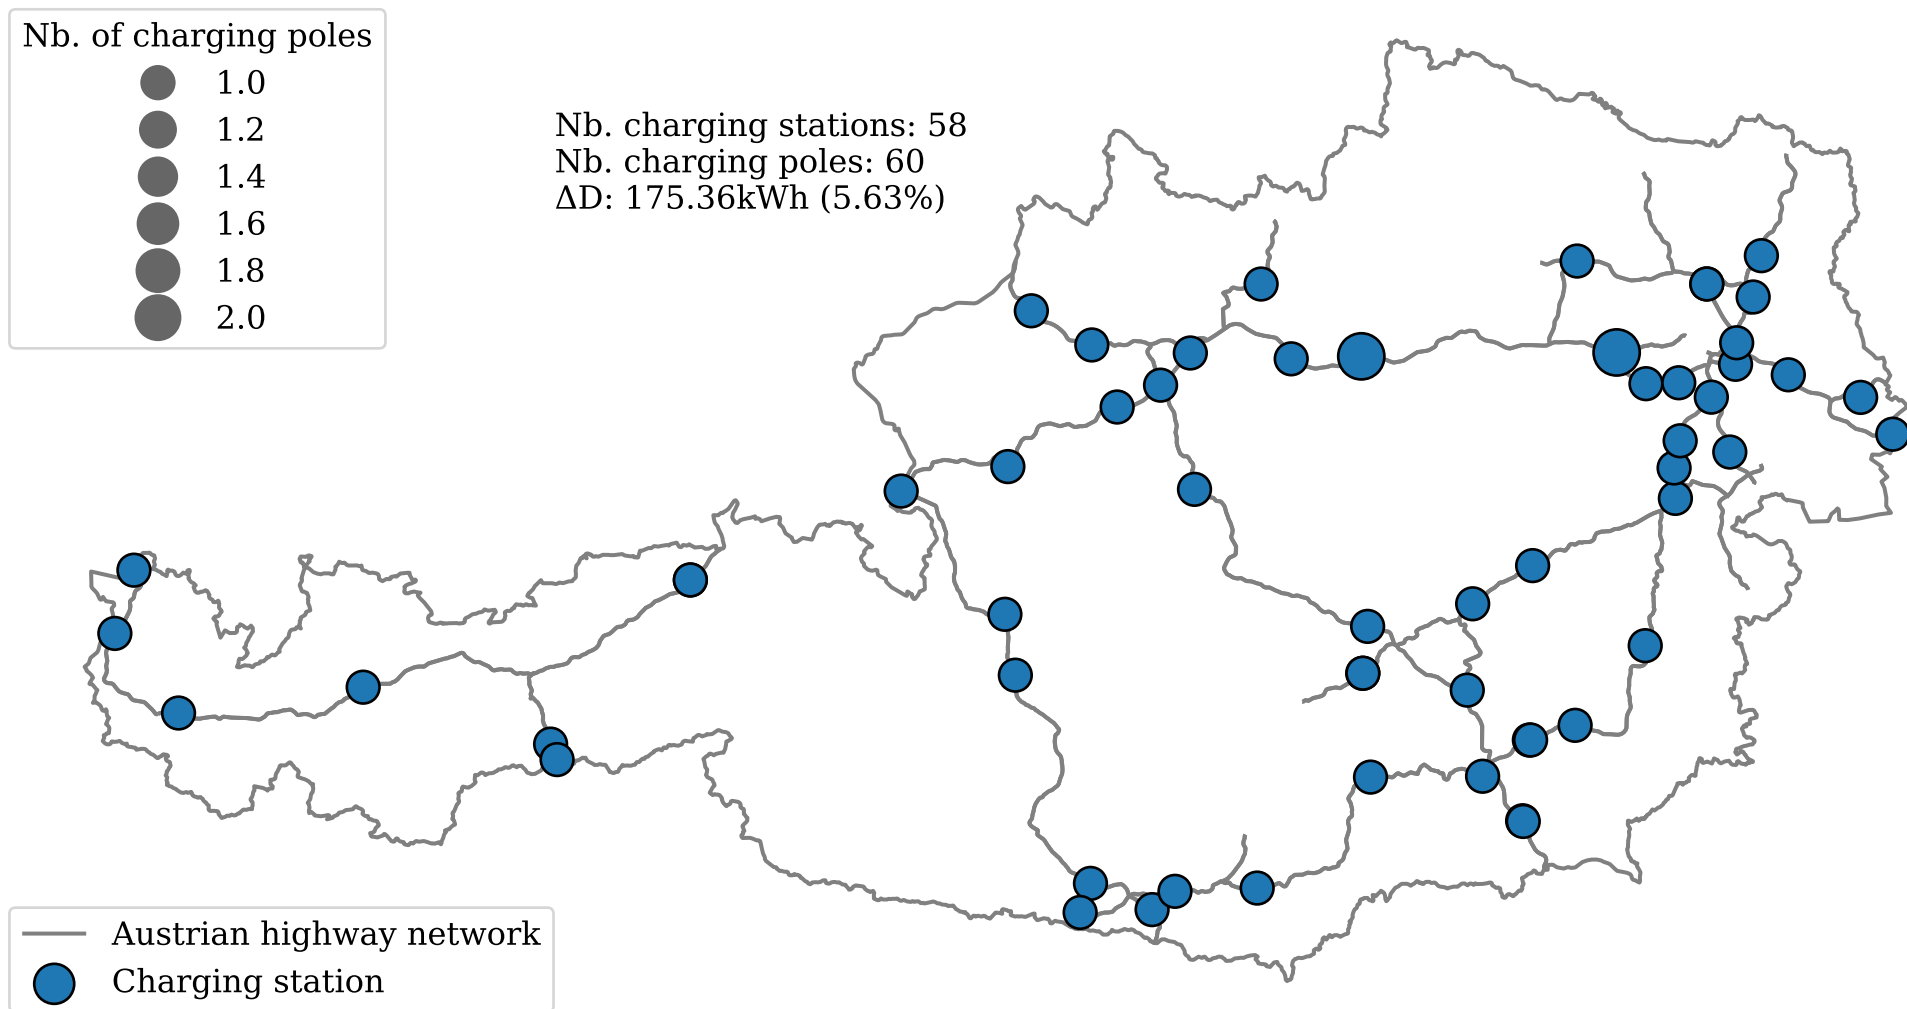 Nb. of charging poles
1.0
1.2
1.4
1.6
1.8
2.0
Nb. charging stations: 58
Nb. charging poles: 60
ΔD: 175.36kWh (5.63%)
Austrian highway network
Charging station